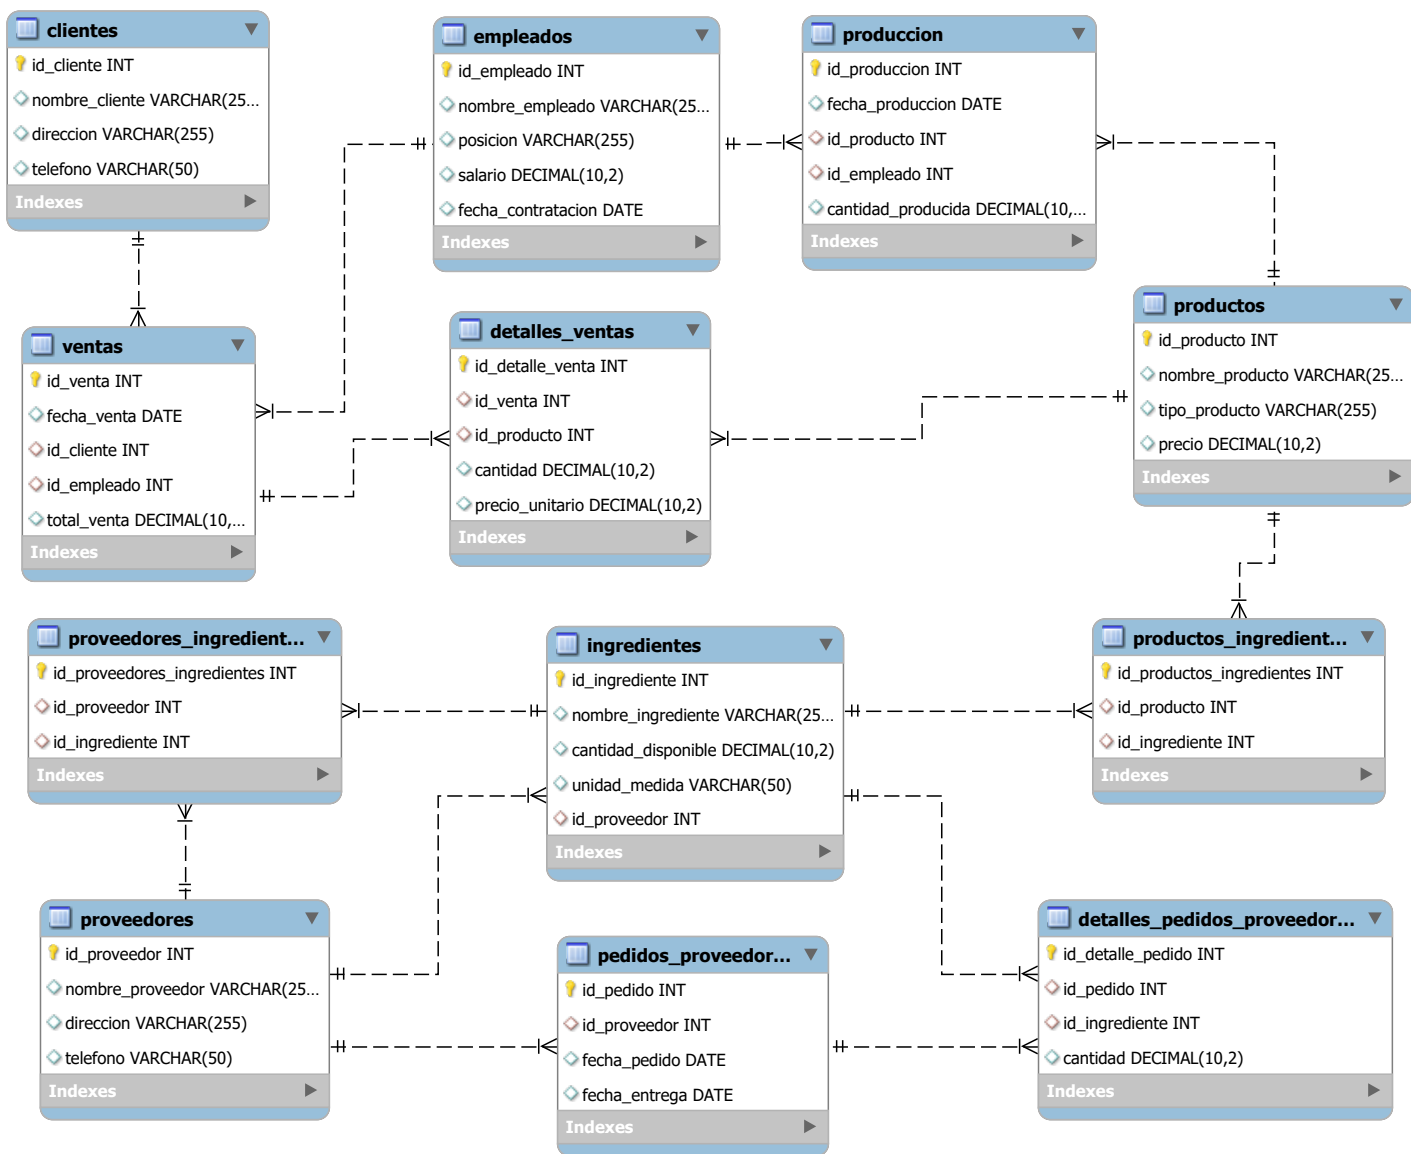 clientes
id_cliente INT
nombre_cliente VARCHAR(25...
direccion VARCHAR(255)
telefono VARCHAR(50)
Indexes
empleados
id_empleado INT
nombre_empleado VARCHAR(25...
posicion VARCHAR(255)
salario DECIMAL(10,2)
fecha_contratacion DATE
Indexes
produccion
id_produccion INT
fecha_produccion DATE
id_producto INT
id_empleado INT
cantidad_producida DECIMAL(10,...
Indexes
ventas
id_venta INT
fecha_venta DATE
id_cliente INT
id_empleado INT
total_venta DECIMAL(10,...
Indexes
detalles_ventas
id_detalle_venta INT
id_venta INT
id_producto INT
cantidad DECIMAL(10,2)
precio_unitario DECIMAL(10,2)
Indexes
productos
id_producto INT
nombre_producto VARCHAR(25...
tipo_producto VARCHAR(255)
precio DECIMAL(10,2)
Indexes
proveedores_ingredient...
id_proveedores_ingredientes INT
id_proveedor INT
id_ingrediente INT
Indexes
ingredientes
id_ingrediente INT
nombre_ingrediente VARCHAR(25...
cantidad_disponible DECIMAL(10,2)
unidad_medida VARCHAR(50)
id_proveedor INT
Indexes
productos_ingredient...
id_productos_ingredientes INT
id_producto INT
id_ingrediente INT
Indexes
proveedores
id_proveedor INT
nombre_proveedor VARCHAR(25...
direccion VARCHAR(255)
telefono VARCHAR(50)
Indexes
pedidos_proveedor...
id_pedido INT
id_proveedor INT
fecha_pedido DATE
fecha_entrega DATE
Indexes
detalles_pedidos_proveedor...
id_detalle_pedido INT
id_pedido INT
id_ingrediente INT
cantidad DECIMAL(10,2)
Indexes